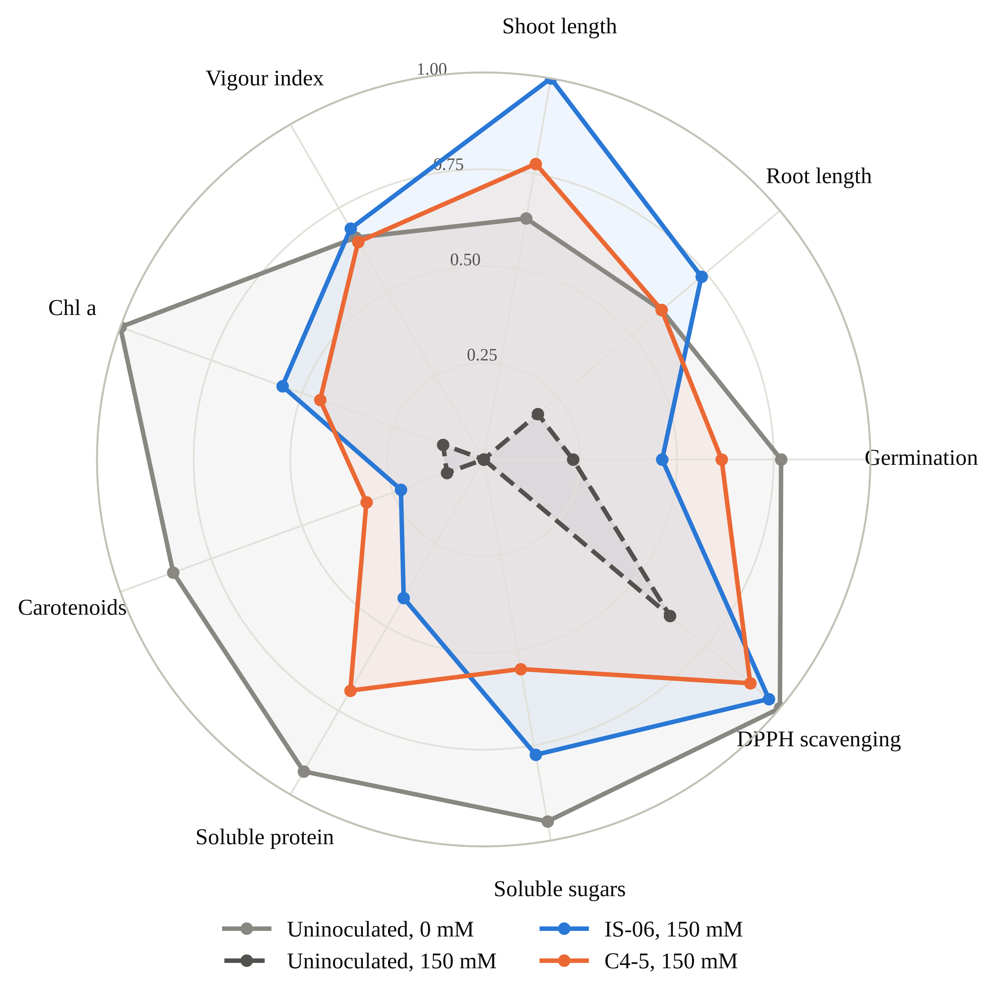 Shoot length
1.00
Vigour index
0.75
Root length
0.50
Chl a
0.25
Germination
Carotenoids
DPPH scavenging
Soluble protein
Soluble sugars
Uninoculated, 0 mM
IS-06, 150 mM
Uninoculated, 150 mM
C4-5, 150 mM